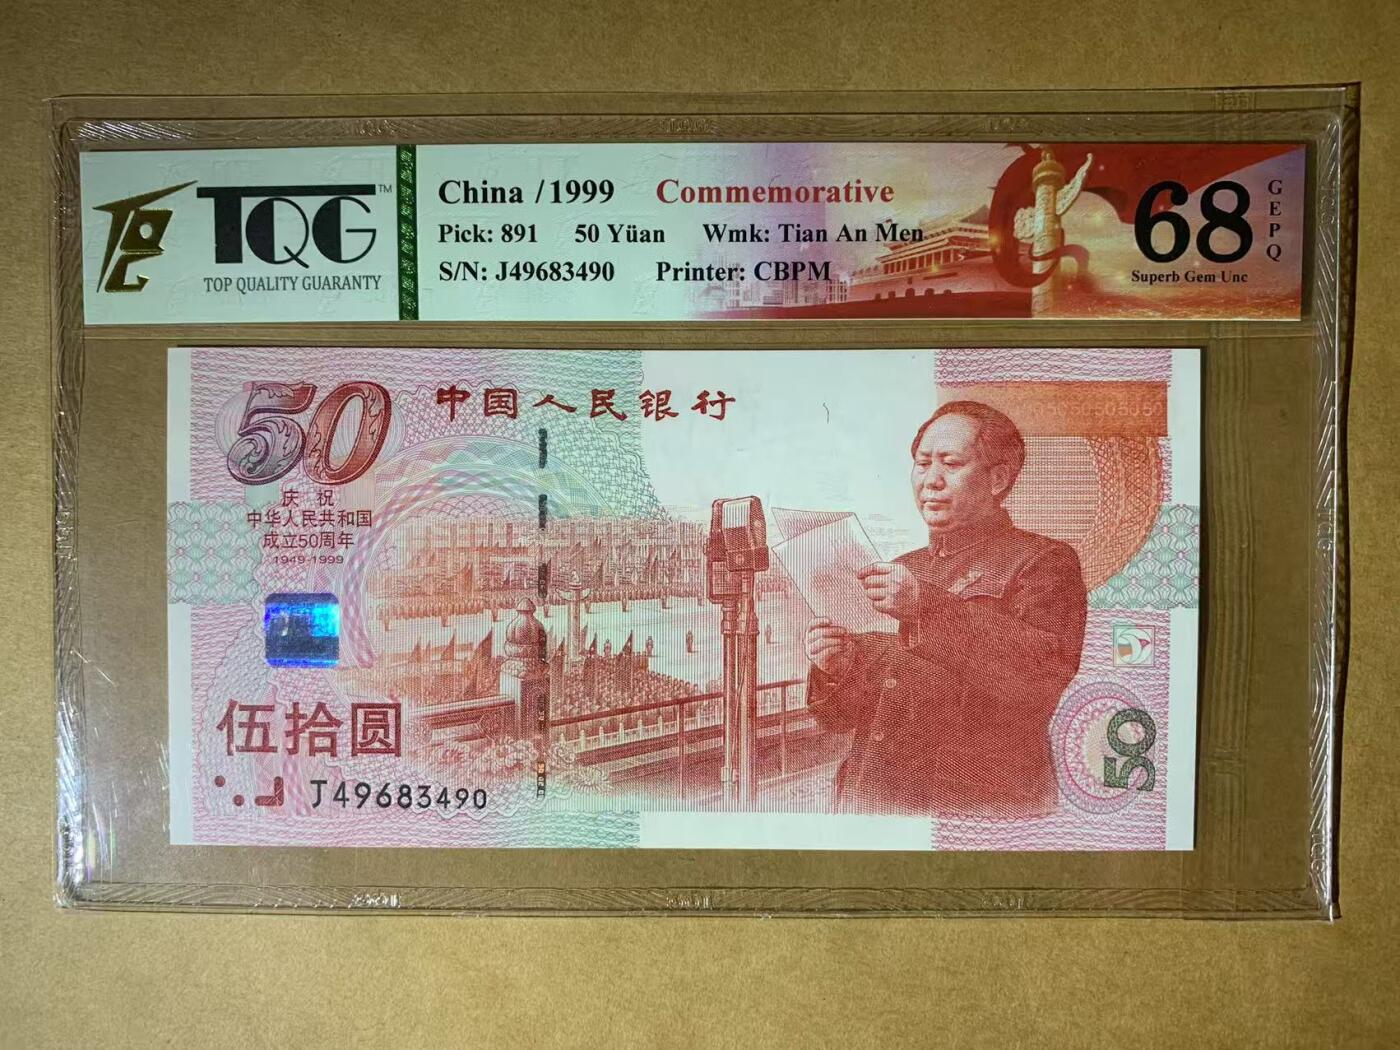 TQG™
TOP QUALITY GUARANTY
China / 1999 Commemorative
Pick: 891 50 Yüan Wmk: Tian An Men
S/N: J49683490 Printer: CBPM
68
GEPQ
Superb Gem Unc
50 中国人民银行
庆祝
中华人民共和国
成立50周年
1949-1999
伍拾圆
J49683490
50